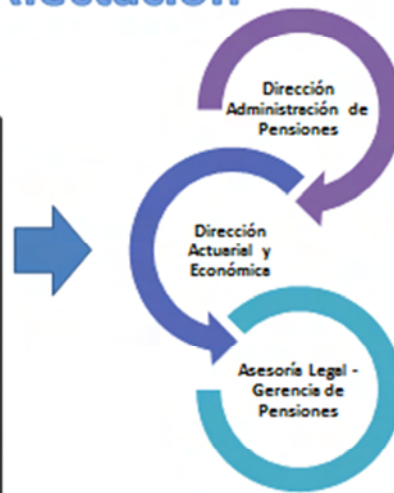 Dirección
Administración de
Pensiones
Dirección
Actuarial y
Económica
Asesoría Legal -
Gerencia de
Pensiones